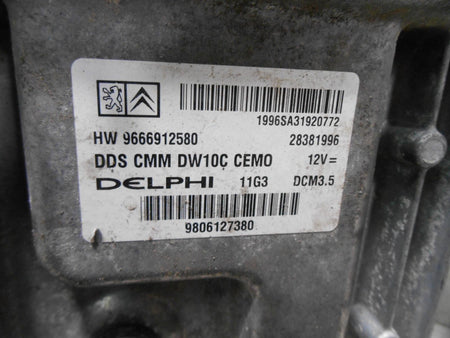 1996SA31920772
HW 9666912580 28381996
DDS CMM DW10C CEMO 12V=
DELPHI 11G3 DCM3.5
9806127380